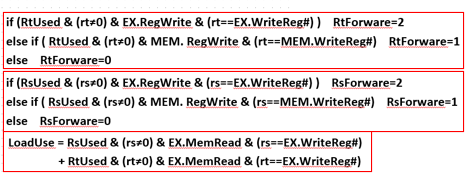 if (RtUsed & (rt≠0) & EX.RegWrite & (rt==EX.WriteReg#) ) RtForware=2
else if ( RtUsed & (rt≠0) & MEM. RegWrite & (rt==MEM.WriteReg#) RtForware=1
else RtForware=0
if (RsUsed & (rs≠0) & EX.RegWrite & (rs==EX.WriteReg#) ) RsForware=2
else if ( RsUsed & (rs≠0) & MEM. RegWrite & (rs==MEM.WriteReg#) RsForware=1
else RsForware=0
LoadUse = RsUsed & (rs≠0) & EX.MemRead & (rs==EX.WriteReg#)
+ RtUsed & (rt≠0) & EX.MemRead & (rt==EX.WriteReg#)